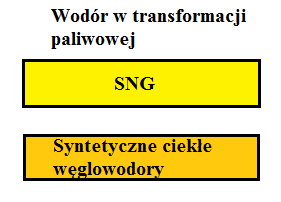 Wodór w transformacji
paliwowej
SNG
Syntetyczne ciekłe
węglowodory